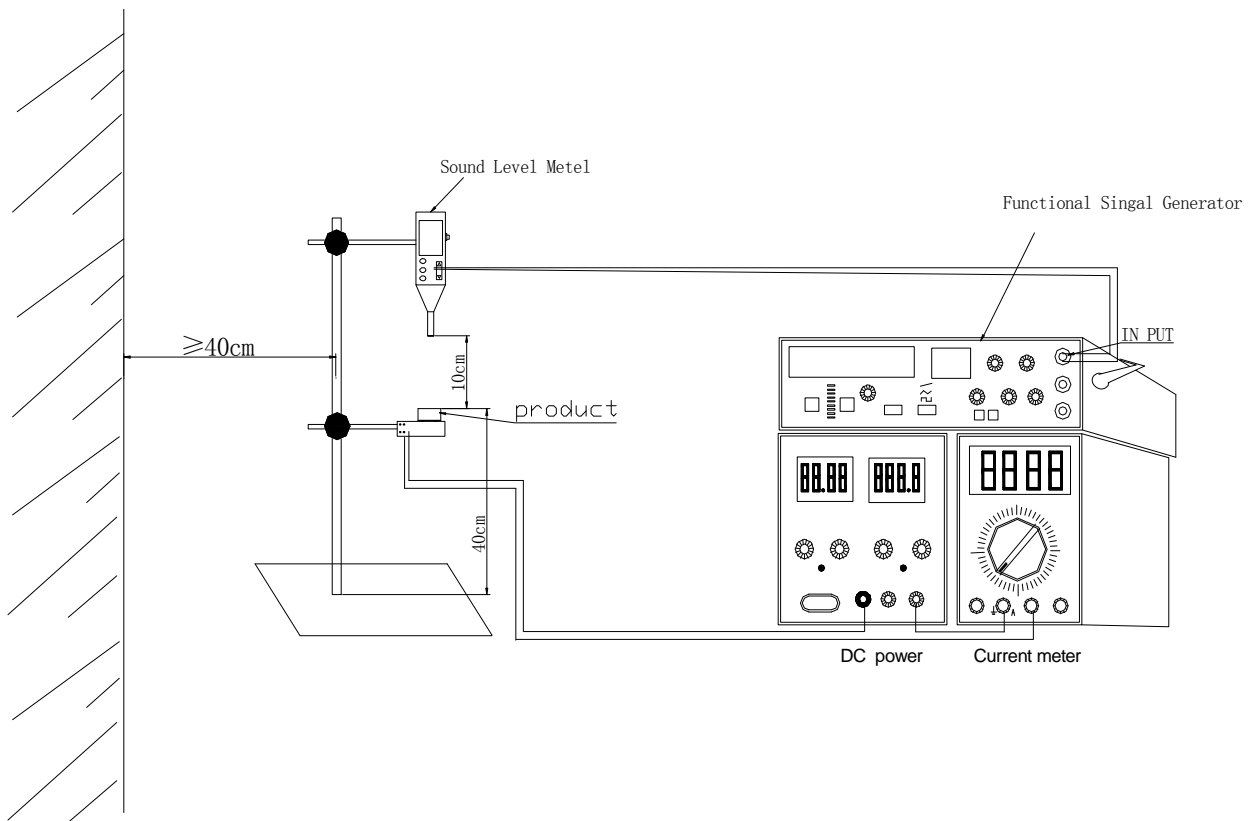 Sound Level Metel
Functional Singal Generator
IN PUT
≥40cm
10cm
product
40cm
88.88
888.8
8888
A
DC power
Current meter